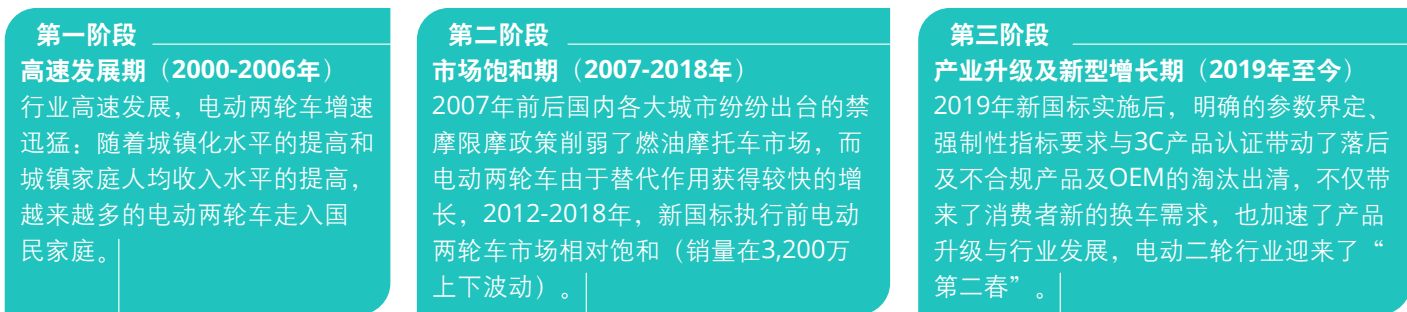 第一阶段
高速发展期（2000-2006年）
行业高速发展，电动两轮车增速
迅猛：随着城镇化水平的提高和
城镇家庭人均收入水平的提高，
越来越多的电动两轮车走入国
民家庭。
第二阶段
市场饱和期（2007-2018年）
2007年前后国内各大城市纷纷出台的禁
摩限摩政策削弱了燃油摩托车市场，而
电动两轮车由于替代作用获得较快的增
长，2012-2018年，新国标执行前电动
两轮车市场相对饱和（销量在3,200万
上下波动）。
第三阶段
产业升级及新型增长期（2019年至今）
2019年新国标实施后，明确的参数界定、
强制性指标要求与3C产品认证带动了落后
及不合规产品及OEM的淘汰出清，不仅带
来了消费者新的换车需求，也加速了产品
升级与行业发展，电动二轮行业迎来了“
第二春”。